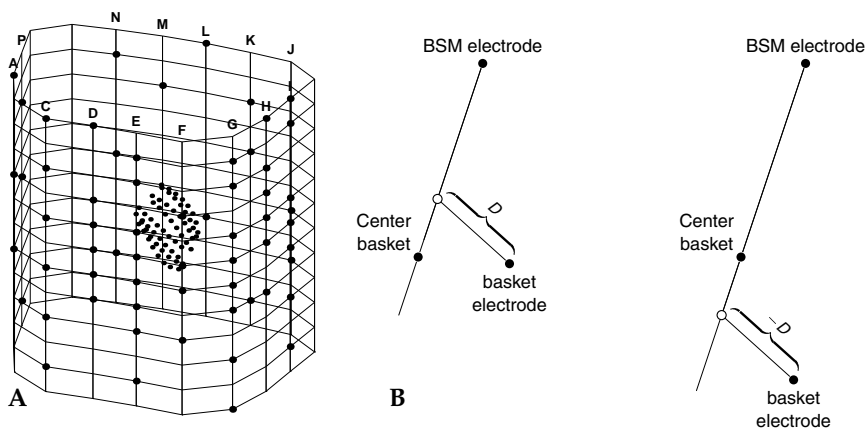 L
N
M
K
P
J
A
I
C
H
D
E
F
G
A
BSM electrode
D
Center
basket
basket
electrode
B
BSM electrode
Center
basket
– D
basket
electrode